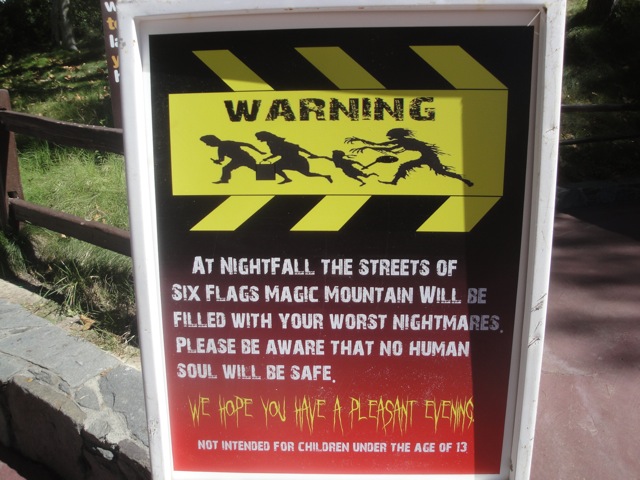 WARNING
AT NIGHTFALL THE STREETS OF
SIX FLAGS MAGIC MOUNTAIN WILL BE
FILLED WITH YOUR WORST NIGHTMARES.
PLEASE BE AWARE THAT NO HUMAN
SOUL WILL BE SAFE.
WE HOPE YOU HAVE A PLEASANT EVENING
NOT INTENDED FOR CHILDREN UNDER THE AGE OF 13